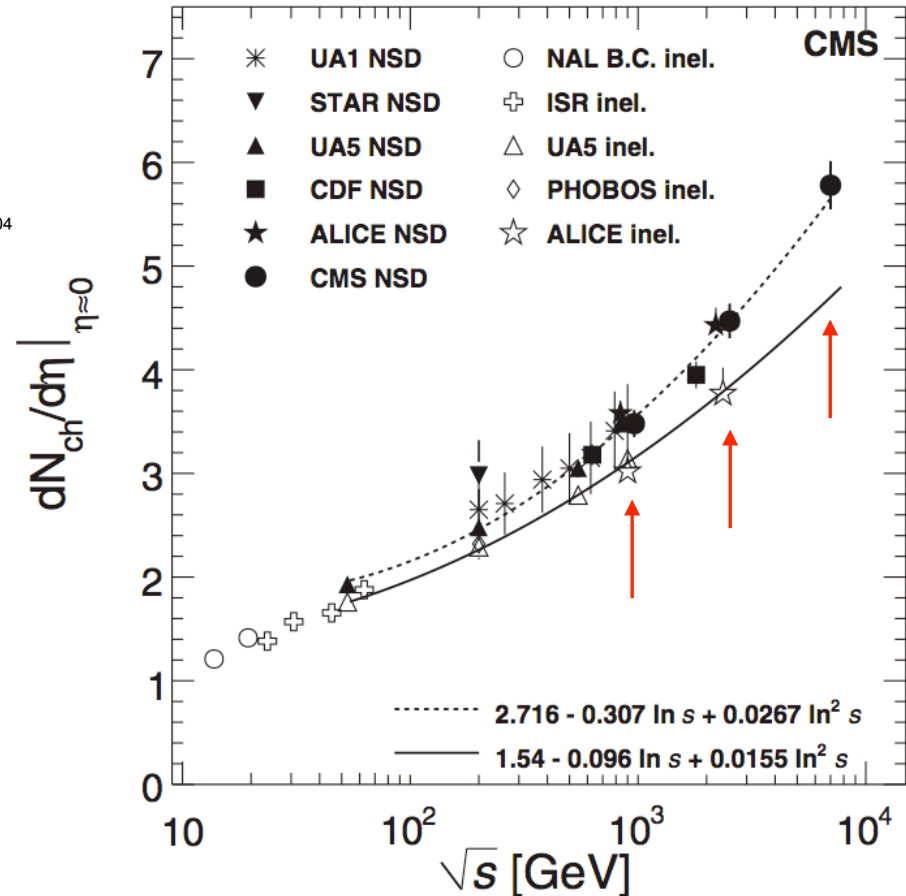 CMS
UA1 NSD
STAR NSD
UA5 NSD
CDF NSD
ALICE NSD
CMS NSD
NAL B.C. inel.
ISR inel.
UA5 inel.
PHOBOS inel.
ALICE inel.
04
7
6
5
4
3
2
1
0
dN_ch/dη|_η≈0
2.716 - 0.307 ln s + 0.0267 ln² s
1.54 - 0.096 ln s + 0.0155 ln² s
10 10² 10³ 10⁴
√s [GeV]